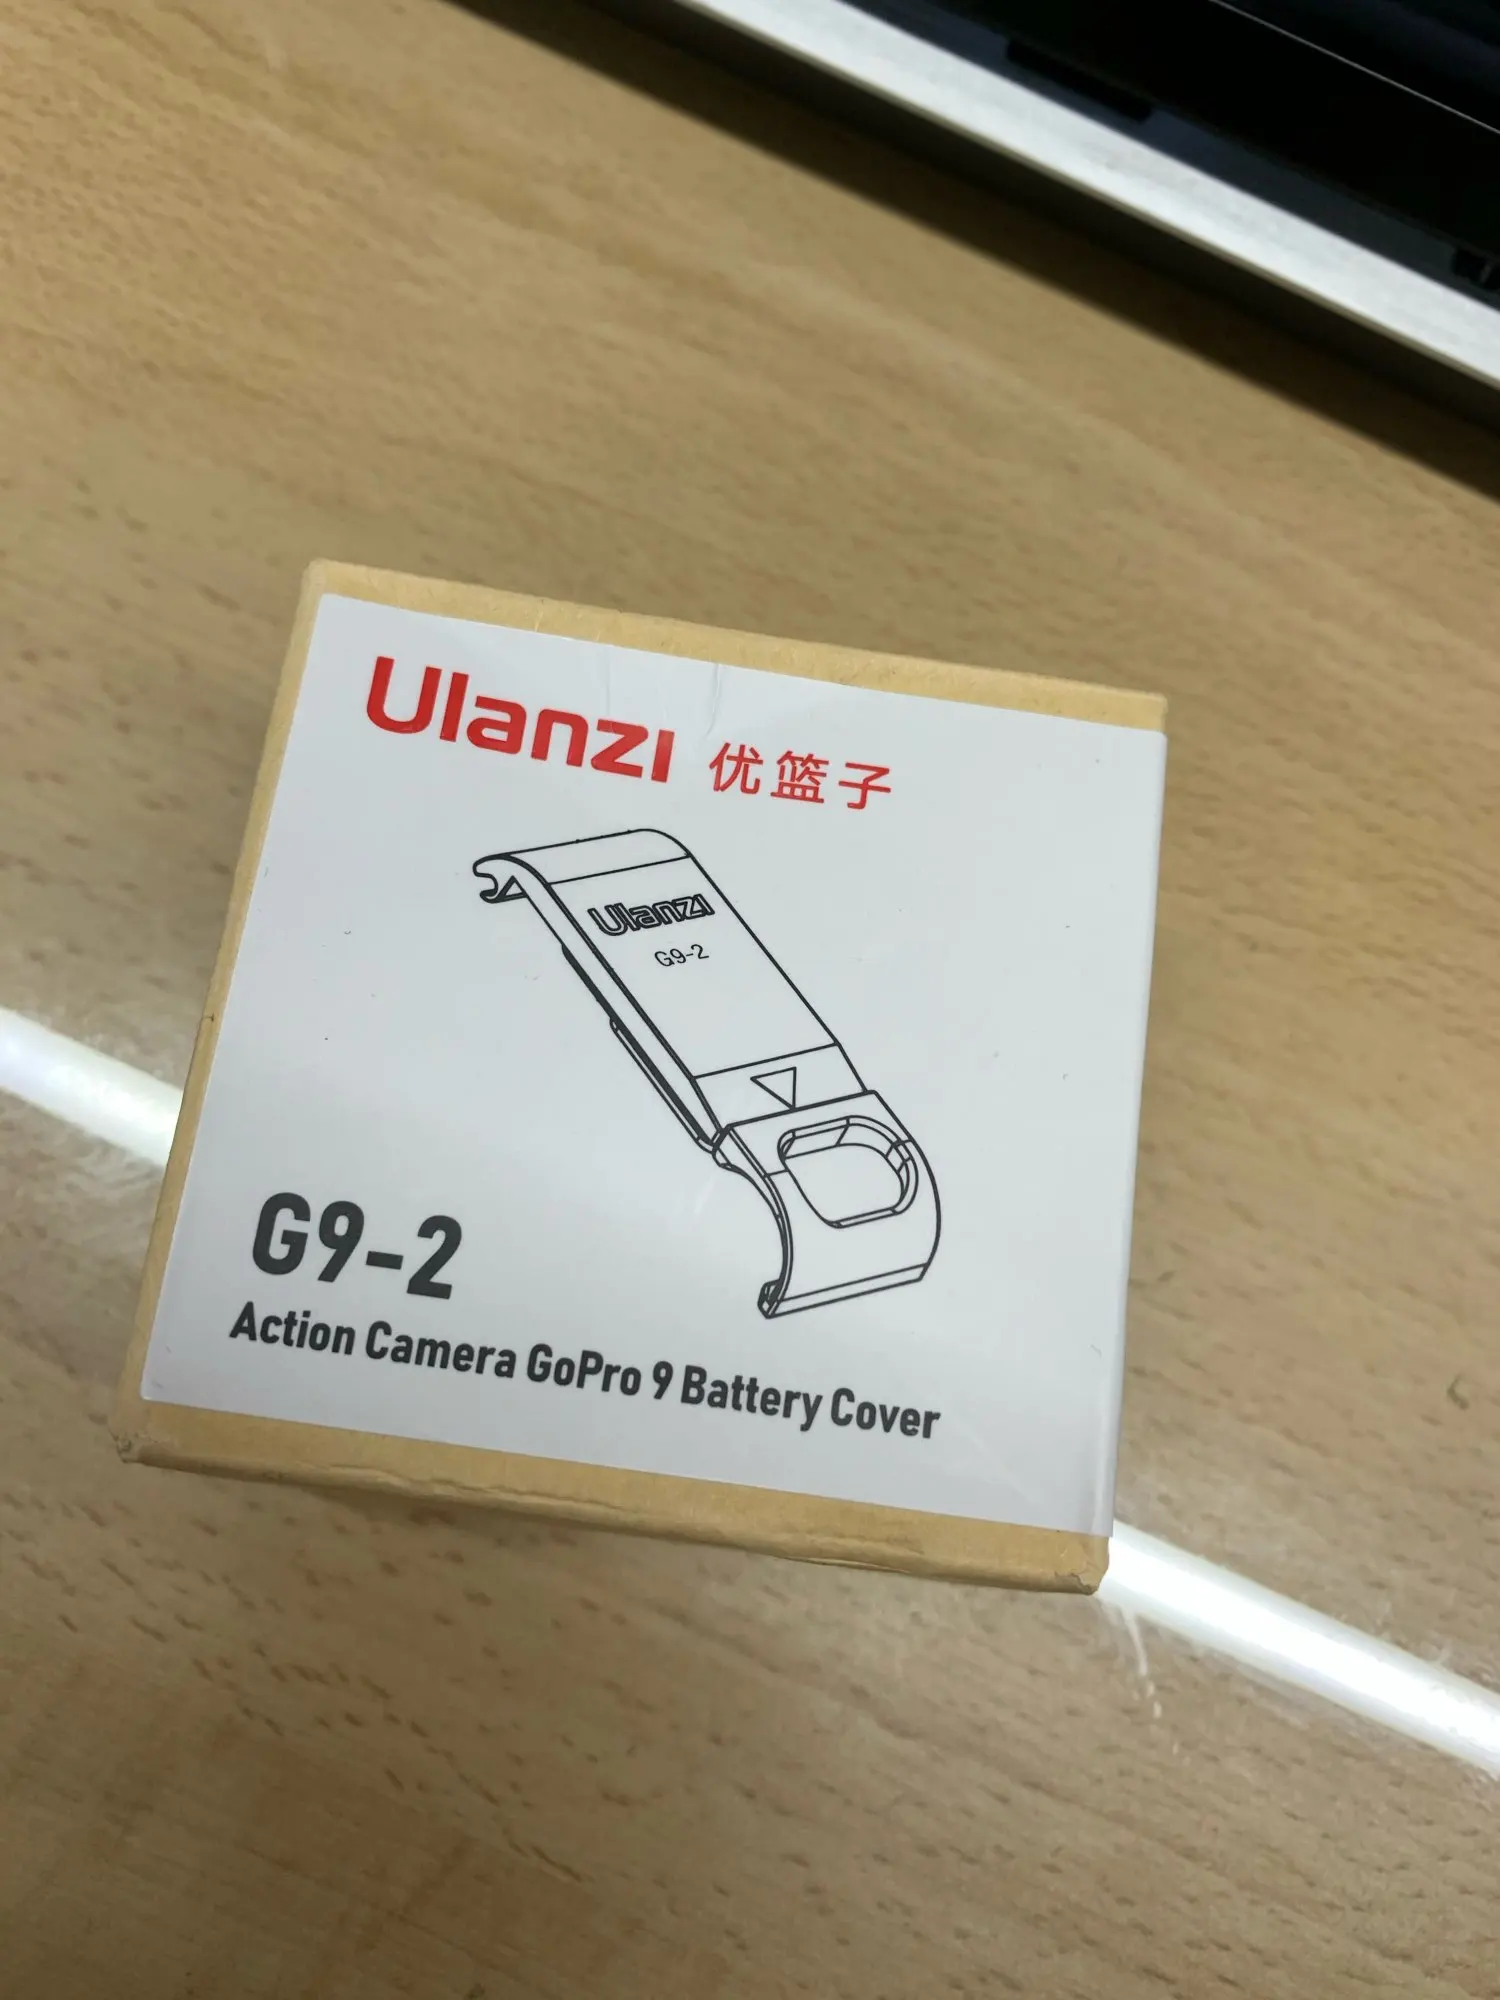 Ulanzi 优篮子
Ulanzi
G9-2
G9-2
Action Camera GoPro 9 Battery Cover